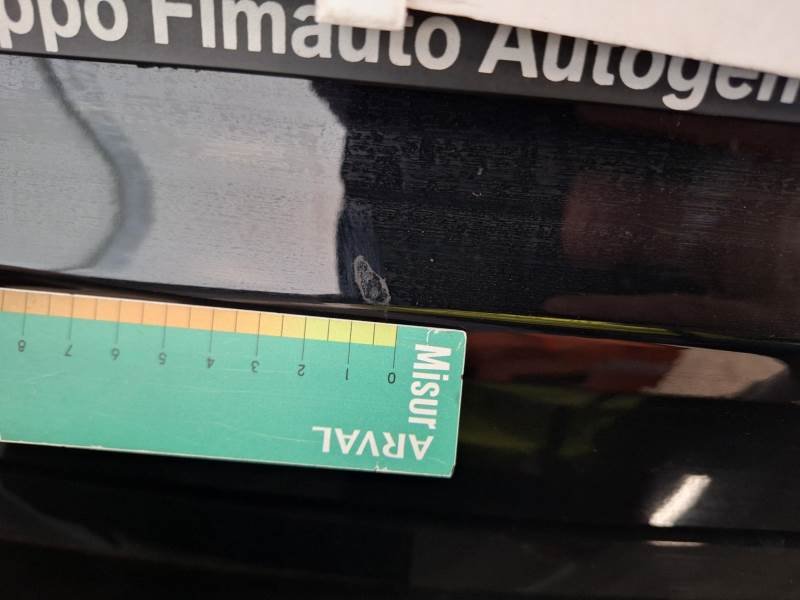 ppo Fimauto Autogem
Misur
ARVAL
0 1 2 3 4 5 6 7 8